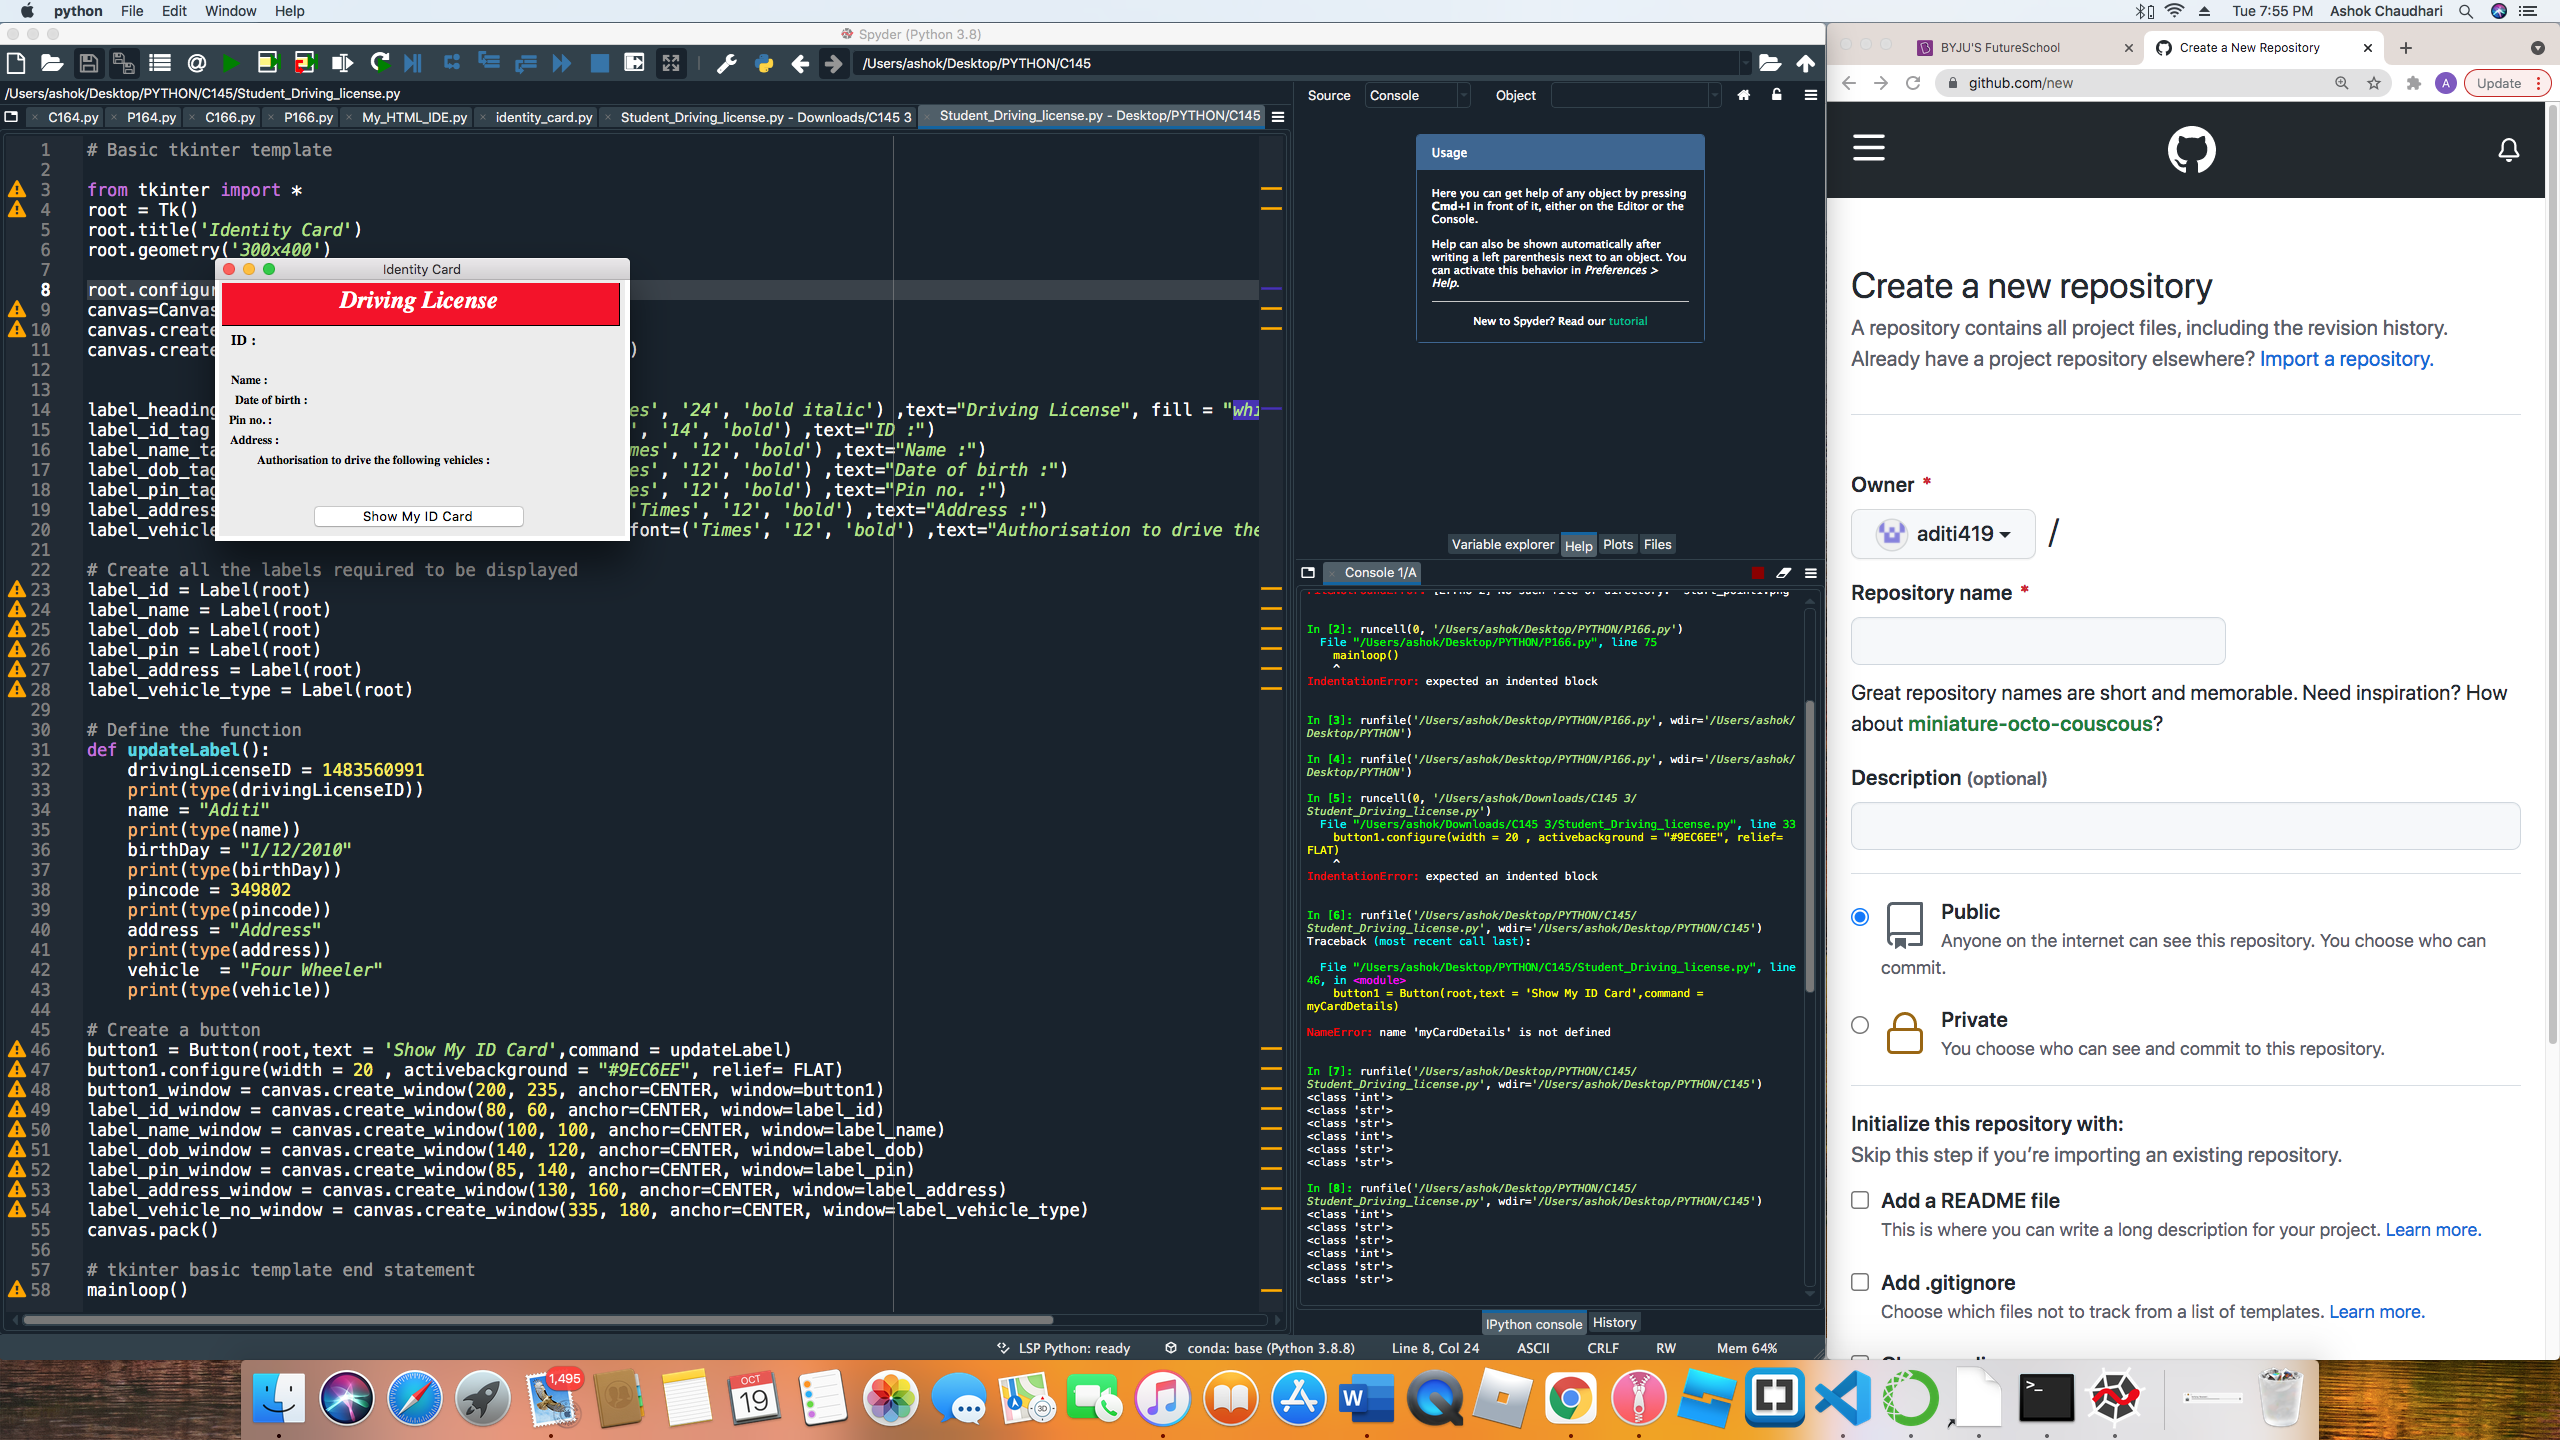 python File Edit Window Help
Tue 7:55 PM Ashok Chaudhari
Spyder (Python 3.8)
/Users/ashok/Desktop/PYTHON/C145
/Users/ashok/Desktop/PYTHON/C145/Student_Driving_license.py
C164.py P164.py C166.py P166.py My_HTML_IDE.py identity_card.py Student_Driving_license.py - Downloads/C145 3 Student_Driving_license.py - Desktop/PYTHON/C145
1 # Basic tkinter template
2
3 from tkinter import *
4 root = Tk()
5 root.title('Identity Card')
6 root.geometry('300x400')
7
8 root.configur
9 canvas=Canvas
10 canvas.create
11 canvas.create )
12
13
14 label_heading es', '24', 'bold italic') ,text="Driving License", fill = "whi
15 label_id_tag ', '14', 'bold') ,text="ID :")
16 label_name_ta mes', '12', 'bold') ,text="Name :")
17 label_dob_tag es', '12', 'bold') ,text="Date of birth :")
18 label_pin_tag es', '12', 'bold') ,text="Pin no. :")
19 label_address 'Times', '12', 'bold') ,text="Address :")
20 label_vehicle font=('Times', '12', 'bold') ,text="Authorisation to drive the
21
22 # Create all the labels required to be displayed
23 label_id = Label(root)
24 label_name = Label(root)
25 label_dob = Label(root)
26 label_pin = Label(root)
27 label_address = Label(root)
28 label_vehicle_type = Label(root)
29
30 # Define the function
31 def updateLabel():
32 drivingLicenseID = 1483560991
33 print(type(drivingLicenseID))
34 name = "Aditi"
35 print(type(name))
36 birthDay = "1/12/2010"
37 print(type(birthDay))
38 pincode = 349802
39 print(type(pincode))
40 address = "Address"
41 print(type(address))
42 vehicle  = "Four Wheeler"
43 print(type(vehicle))
44
45 # Create a button
46 button1 = Button(root,text = 'Show My ID Card',command = updateLabel)
47 button1.configure(width = 20 , activebackground = "#9EC6EE", relief= FLAT)
48 button1_window = canvas.create_window(200, 235, anchor=CENTER, window=button1)
49 label_id_window = canvas.create_window(80, 60, anchor=CENTER, window=label_id)
50 label_name_window = canvas.create_window(100, 100, anchor=CENTER, window=label_name)
51 label_dob_window = canvas.create_window(140, 120, anchor=CENTER, window=label_dob)
52 label_pin_window = canvas.create_window(85, 140, anchor=CENTER, window=label_pin)
53 label_address_window = canvas.create_window(130, 160, anchor=CENTER, window=label_address)
54 label_vehicle_no_window = canvas.create_window(335, 180, anchor=CENTER, window=label_vehicle_type)
55 canvas.pack()
56
57 # tkinter basic template end statement
58 mainloop()
Identity Card
Driving License
ID :
Name :
Date of birth :
Pin no. :
Address :
Authorisation to drive the following vehicles :
Show My ID Card
Source Console Object
Usage
Here you can get help of any object by pressing
Cmd+I in front of it, either on the Editor or the
Console.
Help can also be shown automatically after
writing a left parenthesis next to an object. You
can activate this behavior in Preferences >
Help.
New to Spyder? Read our tutorial
Variable explorer Help Plots Files
Console 1/A
In [2]: runcell(0, '/Users/ashok/Desktop/PYTHON/P166.py')
File "/Users/ashok/Desktop/PYTHON/P166.py", line 75
mainloop()
^
IndentationError: expected an indented block
In [3]: runfile('/Users/ashok/Desktop/PYTHON/P166.py', wdir='/Users/ashok/
Desktop/PYTHON')
In [4]: runfile('/Users/ashok/Desktop/PYTHON/P166.py', wdir='/Users/ashok/
Desktop/PYTHON')
In [5]: runcell(0, '/Users/ashok/Downloads/C145 3/
Student_Driving_license.py')
File "/Users/ashok/Downloads/C145 3/Student_Driving_license.py", line 33
button1.configure(width = 20 , activebackground = "#9EC6EE", relief=
FLAT)
^
IndentationError: expected an indented block
In [6]: runfile('/Users/ashok/Desktop/PYTHON/C145/
Student_Driving_license.py', wdir='/Users/ashok/Desktop/PYTHON/C145')
Traceback (most recent call last):
File "/Users/ashok/Desktop/PYTHON/C145/Student_Driving_license.py", line
46, in <module>
button1 = Button(root,text = 'Show My ID Card',command =
myCardDetails)
NameError: name 'myCardDetails' is not defined
In [7]: runfile('/Users/ashok/Desktop/PYTHON/C145/
Student_Driving_license.py', wdir='/Users/ashok/Desktop/PYTHON/C145')
<class 'int'>
<class 'str'>
<class 'str'>
<class 'int'>
<class 'str'>
<class 'str'>
In [8]: runfile('/Users/ashok/Desktop/PYTHON/C145/
Student_Driving_license.py', wdir='/Users/ashok/Desktop/PYTHON/C145')
<class 'int'>
<class 'str'>
<class 'str'>
<class 'int'>
<class 'str'>
<class 'str'>
IPython console History
LSP Python: ready conda: base (Python 3.8.8) Line 8, Col 24 ASCII CRLF RW Mem 64%
BYJU'S FutureSchool Create a New Repository
github.com/new A Update
Create a new repository
A repository contains all project files, including the revision history.
Already have a project repository elsewhere? Import a repository.
Owner *
aditi419 /
Repository name *
Great repository names are short and memorable. Need inspiration? How
about miniature-octo-couscous?
Description (optional)
Public
Anyone on the internet can see this repository. You choose who can
commit.
Private
You choose who can see and commit to this repository.
Initialize this repository with:
Skip this step if you're importing an existing repository.
Add a README file
This is where you can write a long description for your project. Learn more.
Add .gitignore
Choose which files not to track from a list of templates. Learn more.
1,495
OCT
19
3D
W